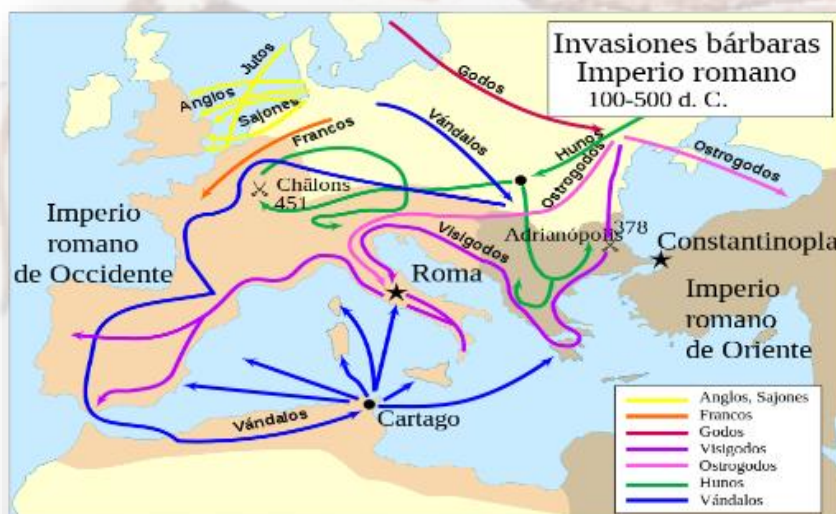 Invasiones bárbaras
Imperio romano
100-500 d. C.
Jutos
Anglos
Sajones
Godos
Francos
Vándalos
Hunos
Ostrogodos
Ostrogodos
Châlons
451
Imperio
romano
de Occidente
Visigodos
Adrianópolis
378
Roma
Constantinopla
Imperio
romano
de Oriente
Vándalos
Cartago
Anglos, Sajones
Francos
Godos
Visigodos
Ostrogodos
Hunos
Vándalos